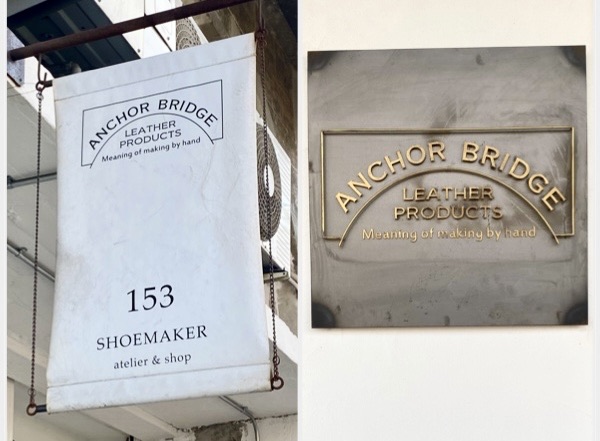 ANCHOR BRIDGE
LEATHER
PRODUCTS
Meaning of making by hand
153
SHOEMAKER
atelier & shop
ANCHOR BRIDGE
LEATHER
PRODUCTS
Meaning of making by hand